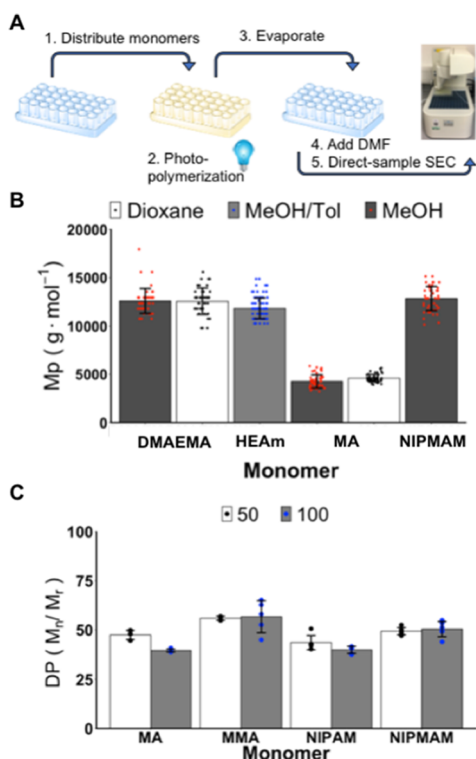 A
1. Distribute monomers
3. Evaporate
2. Photo-
polymerization
4. Add DMF
5. Direct-sample SEC
B
Dioxane MeOH/Tol MeOH
20000
15000
10000
5000
0
Mp ( g · mol⁻¹)
DMAEMA HEAm MA NIPMAM
Monomer
C
50 100
100
75
50
25
0
DP ( Mₙ/ Mᵣ )
MA MMA NIPAM NIPMAM
Monomer